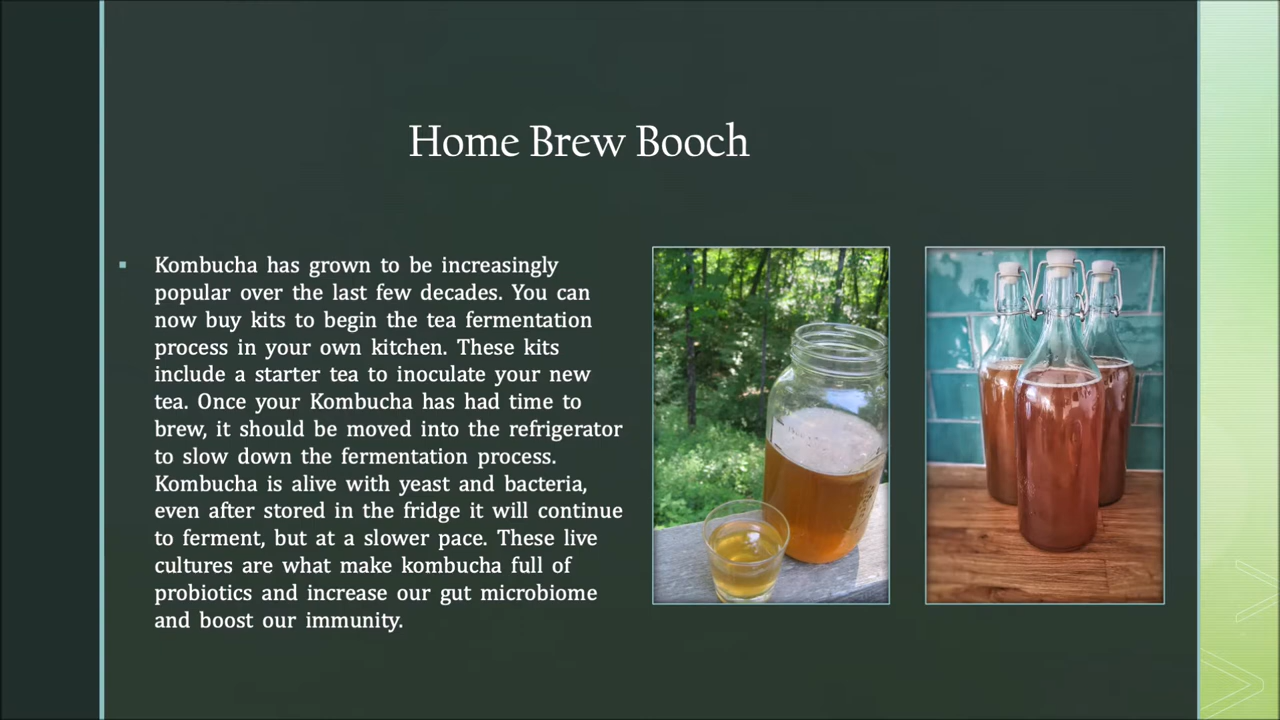 Home Brew Booch
Kombucha has grown to be increasingly
popular over the last few decades. You can
now buy kits to begin the tea fermentation
process in your own kitchen. These kits
include a starter tea to inoculate your new
tea. Once your Kombucha has had time to
brew, it should be moved into the refrigerator
to slow down the fermentation process.
Kombucha is alive with yeast and bacteria,
even after stored in the fridge it will continue
to ferment, but at a slower pace. These live
cultures are what make kombucha full of
probiotics and increase our gut microbiome
and boost our immunity.